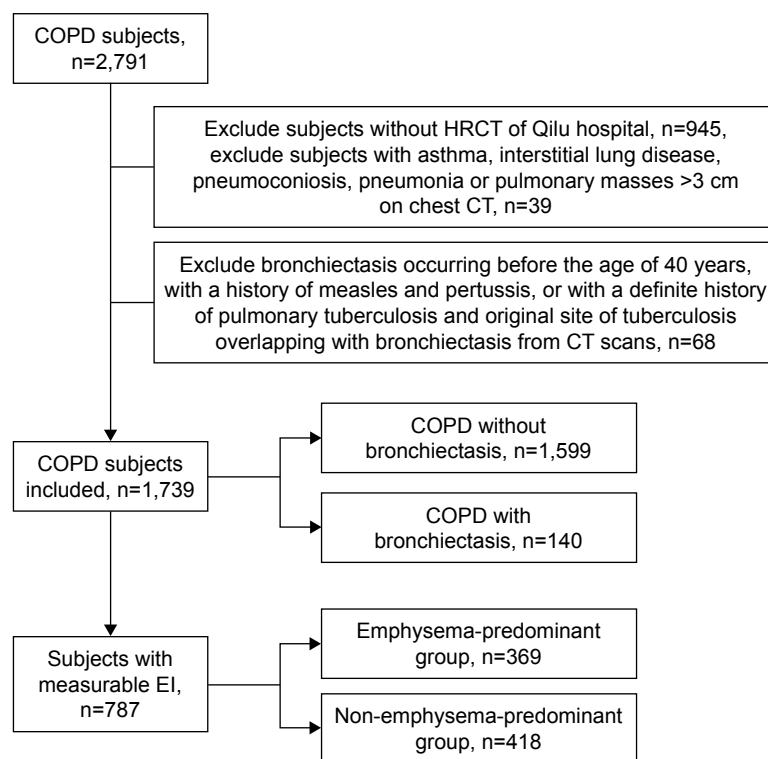 COPD subjects,
n=2,791
Exclude subjects without HRCT of Qilu hospital, n=945,
exclude subjects with asthma, interstitial lung disease,
pneumoconiosis, pneumonia or pulmonary masses >3 cm
on chest CT, n=39
Exclude bronchiectasis occurring before the age of 40 years,
with a history of measles and pertussis, or with a definite history
of pulmonary tuberculosis and original site of tuberculosis
overlapping with bronchiectasis from CT scans, n=68
COPD subjects
included, n=1,739
COPD without
bronchiectasis, n=1,599
COPD with
bronchiectasis, n=140
Subjects with
measurable EI,
n=787
Emphysema-predominant
group, n=369
Non-emphysema-predominant
group, n=418